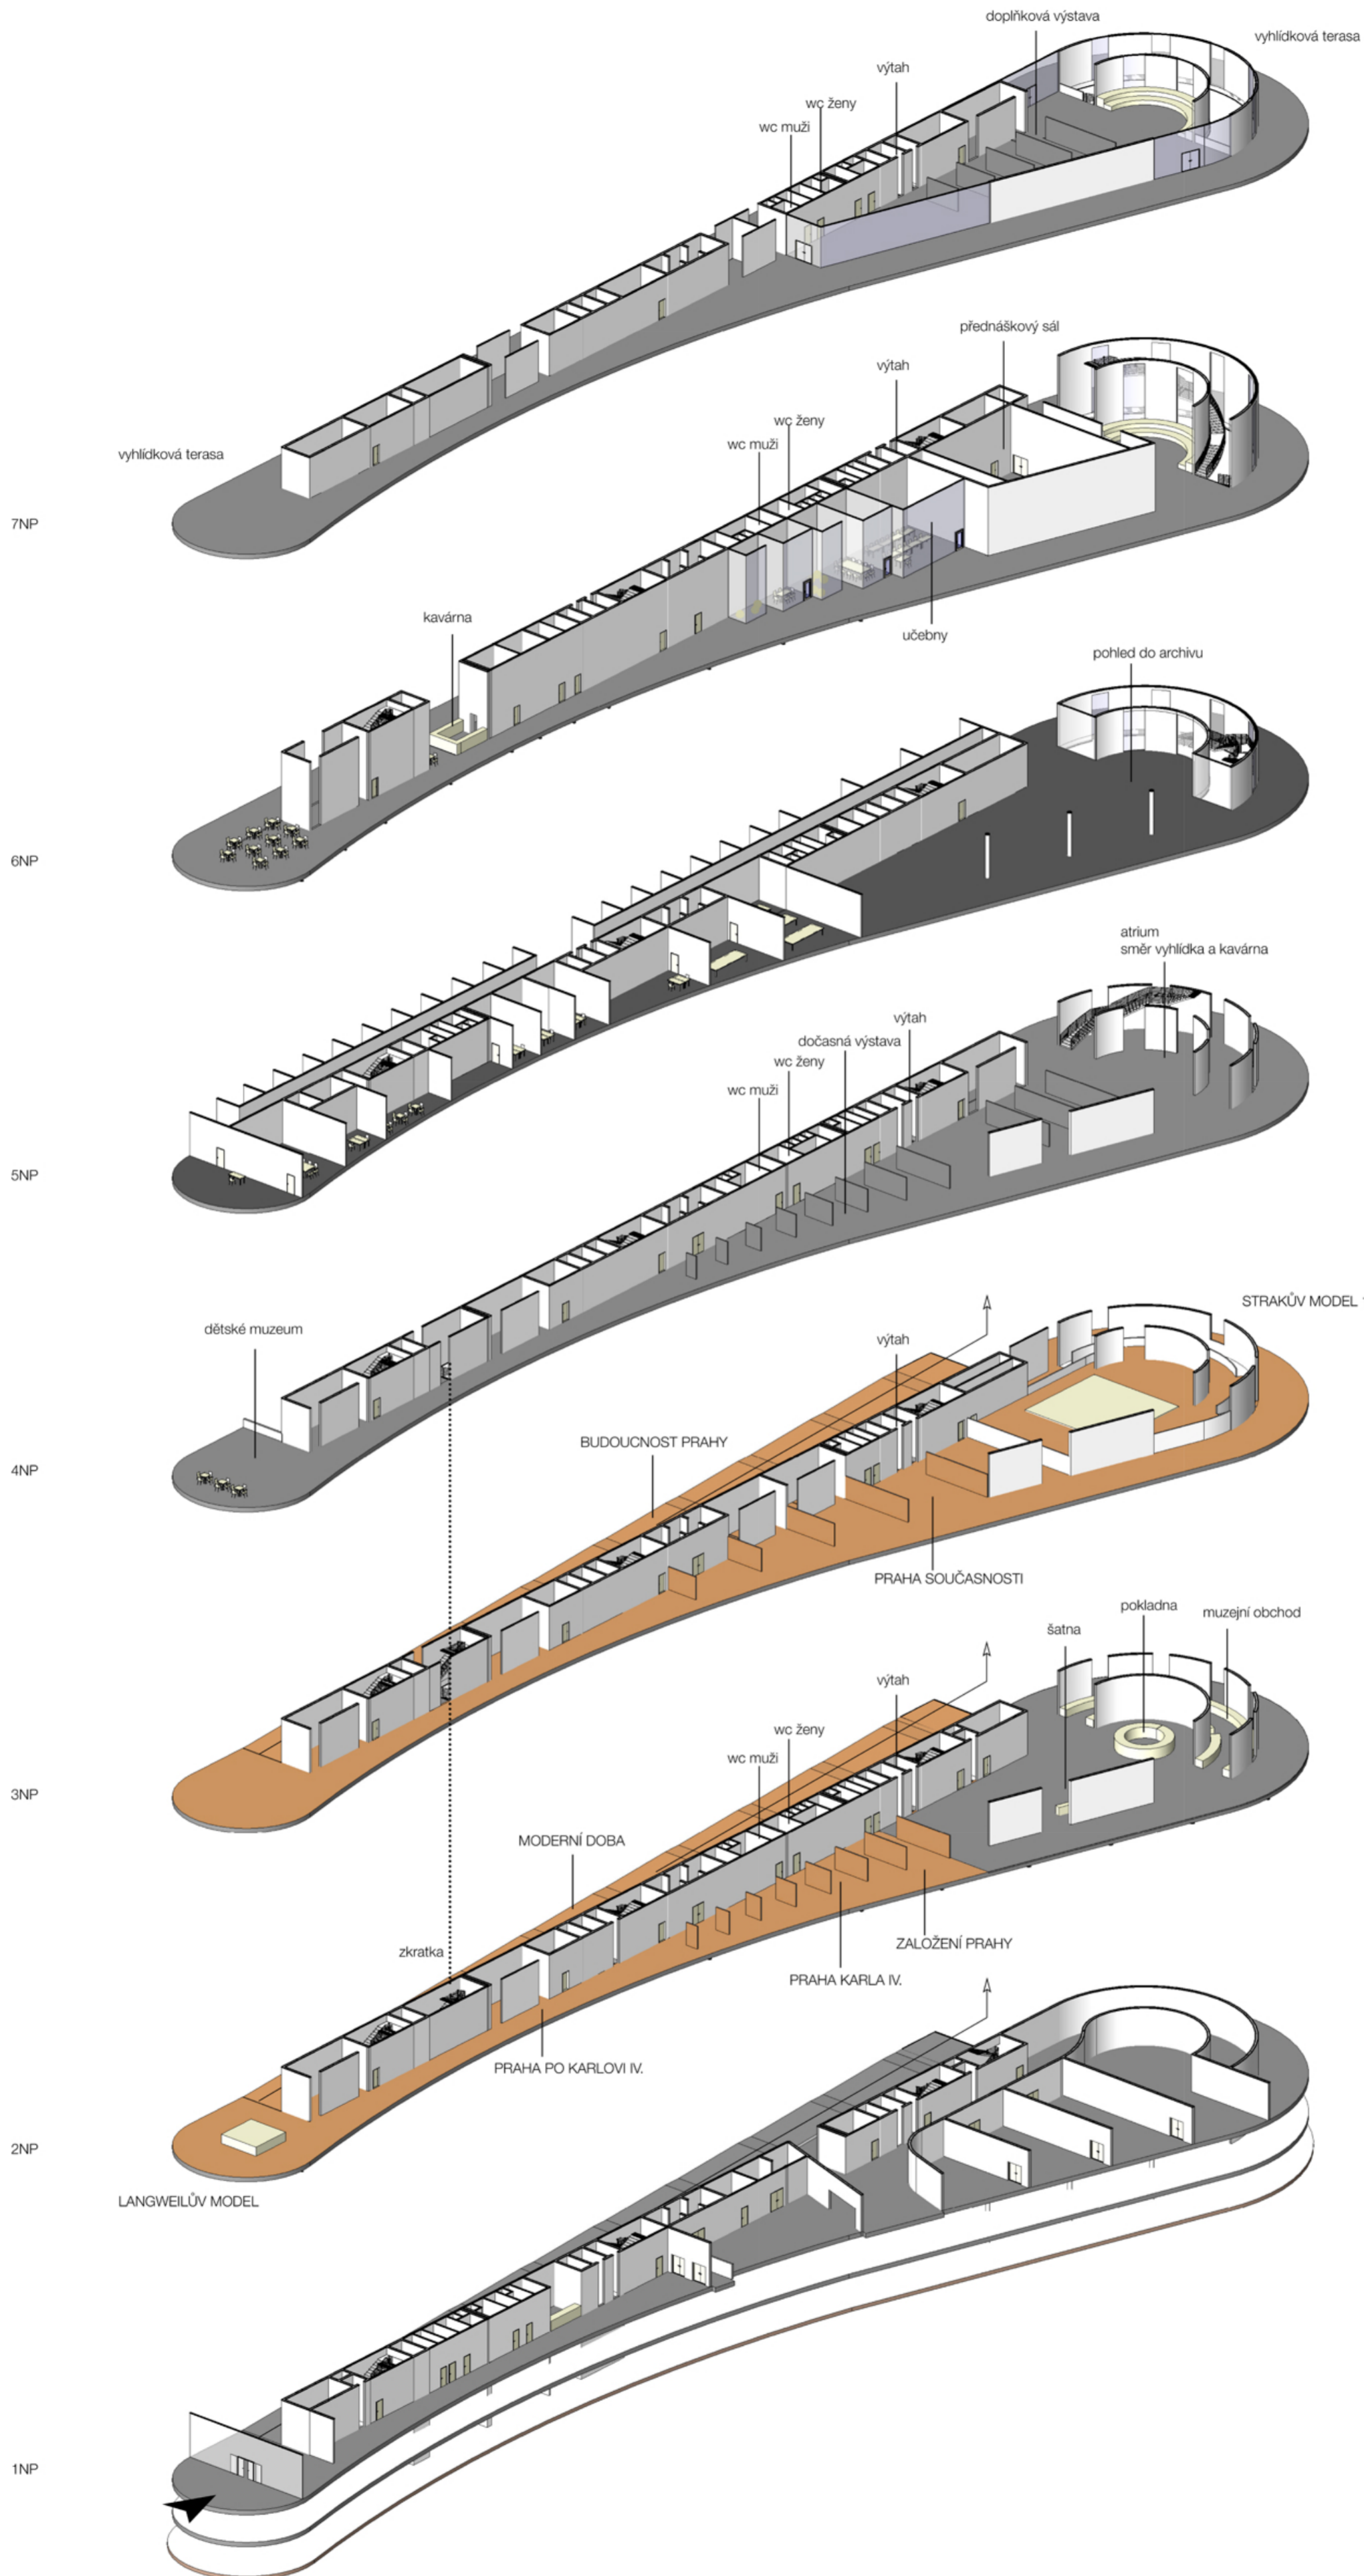 doplňková výstava
vyhlídková terasa
výtah
wc ženy
wc muži
vyhlídková terasa
7NP
přednáškový sál
výtah
wc ženy
wc muži
kavárna
učebny
6NP
pohled do archivu
5NP
atrium
směr vyhlídka a kavárna
výtah
dočasná výstava
wc ženy
wc muži
dětské muzeum
4NP
STRAKŮV MODEL
výtah
BUDOUCNOST PRAHY
PRAHA SOUČASNOSTI
3NP
pokladna
muzejní obchod
šatna
výtah
wc ženy
wc muži
MODERNÍ DOBA
zkratka
ZALOŽENÍ PRAHY
PRAHA KARLA IV.
PRAHA PO KARLOVI IV.
2NP
LANGWEILŮV MODEL
1NP